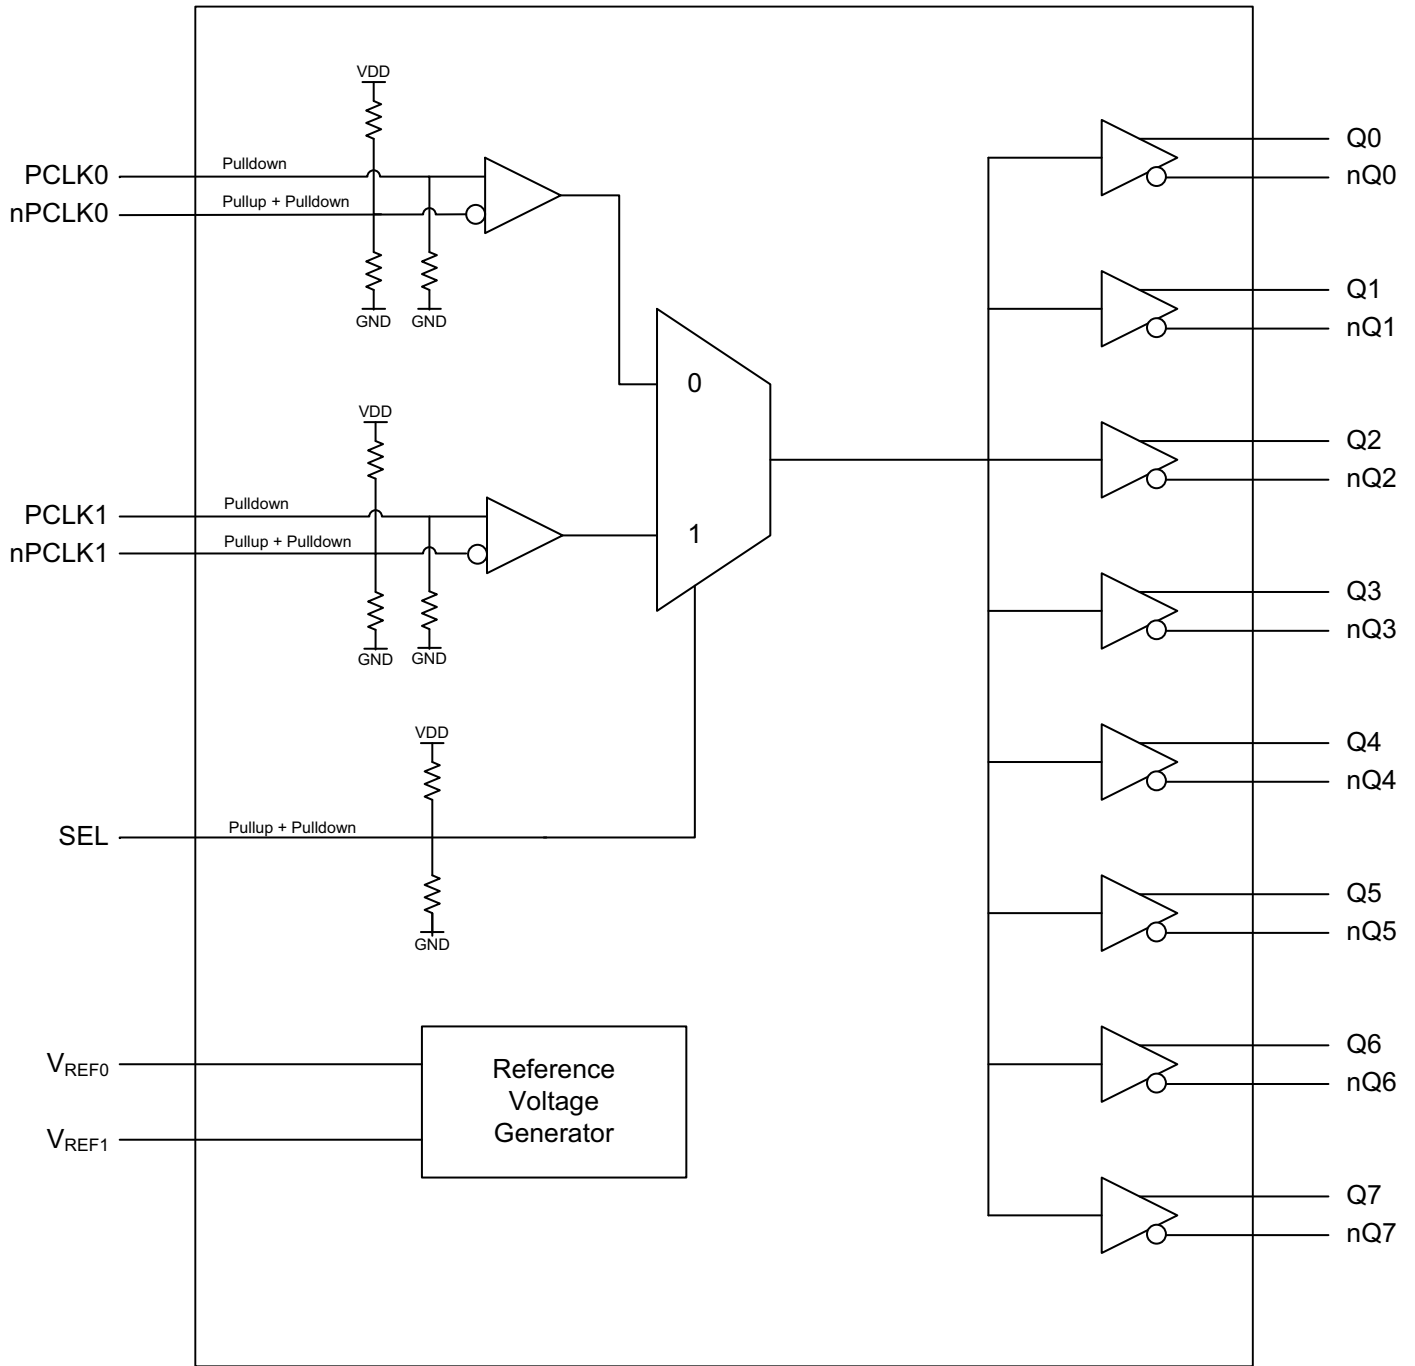 VDD
PCLK0
Pulldown
nPCLK0
Pullup + Pulldown
GND
GND
VDD
PCLK1
Pulldown
nPCLK1
Pullup + Pulldown
GND
GND
0
1
VDD
SEL
Pullup + Pulldown
GND
VREF0
VREF1
Reference
Voltage
Generator
Q0
nQ0
Q1
nQ1
Q2
nQ2
Q3
nQ3
Q4
nQ4
Q5
nQ5
Q6
nQ6
Q7
nQ7